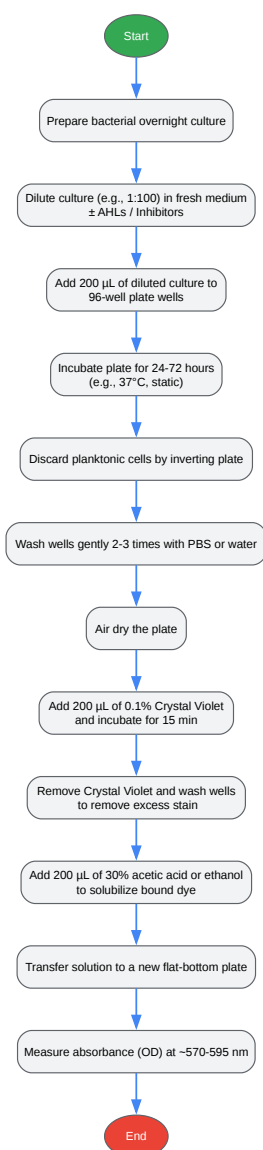 Start
Prepare bacterial overnight culture
Dilute culture (e.g., 1:100) in fresh medium
± AHLs / Inhibitors
Add 200 µL of diluted culture to
96-well plate wells
Incubate plate for 24-72 hours
(e.g., 37°C, static)
Discard planktonic cells by inverting plate
Wash wells gently 2-3 times with PBS or water
Air dry the plate
Add 200 µL of 0.1% Crystal Violet
and incubate for 15 min
Remove Crystal Violet and wash wells
to remove excess stain
Add 200 µL of 30% acetic acid or ethanol
to solubilize bound dye
Transfer solution to a new flat-bottom plate
Measure absorbance (OD) at ~570-595 nm
End